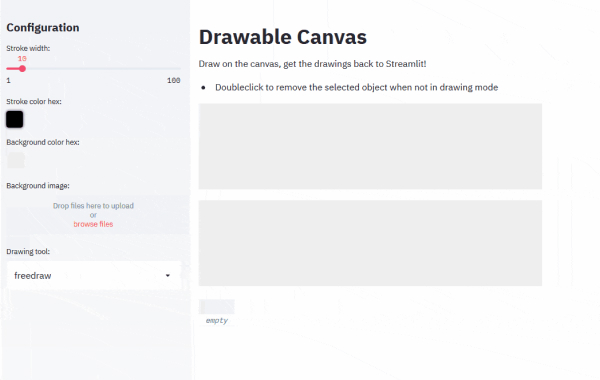 Configuration
Stroke width:
10
1 100
Stroke color hex:
Background color hex:
Background image:
Drop files here to upload
or
browse files
Drawing tool:
freedraw
Drawable Canvas
Draw on the canvas, get the drawings back to Streamlit!
• Doubleclick to remove the selected object when not in drawing mode
empty